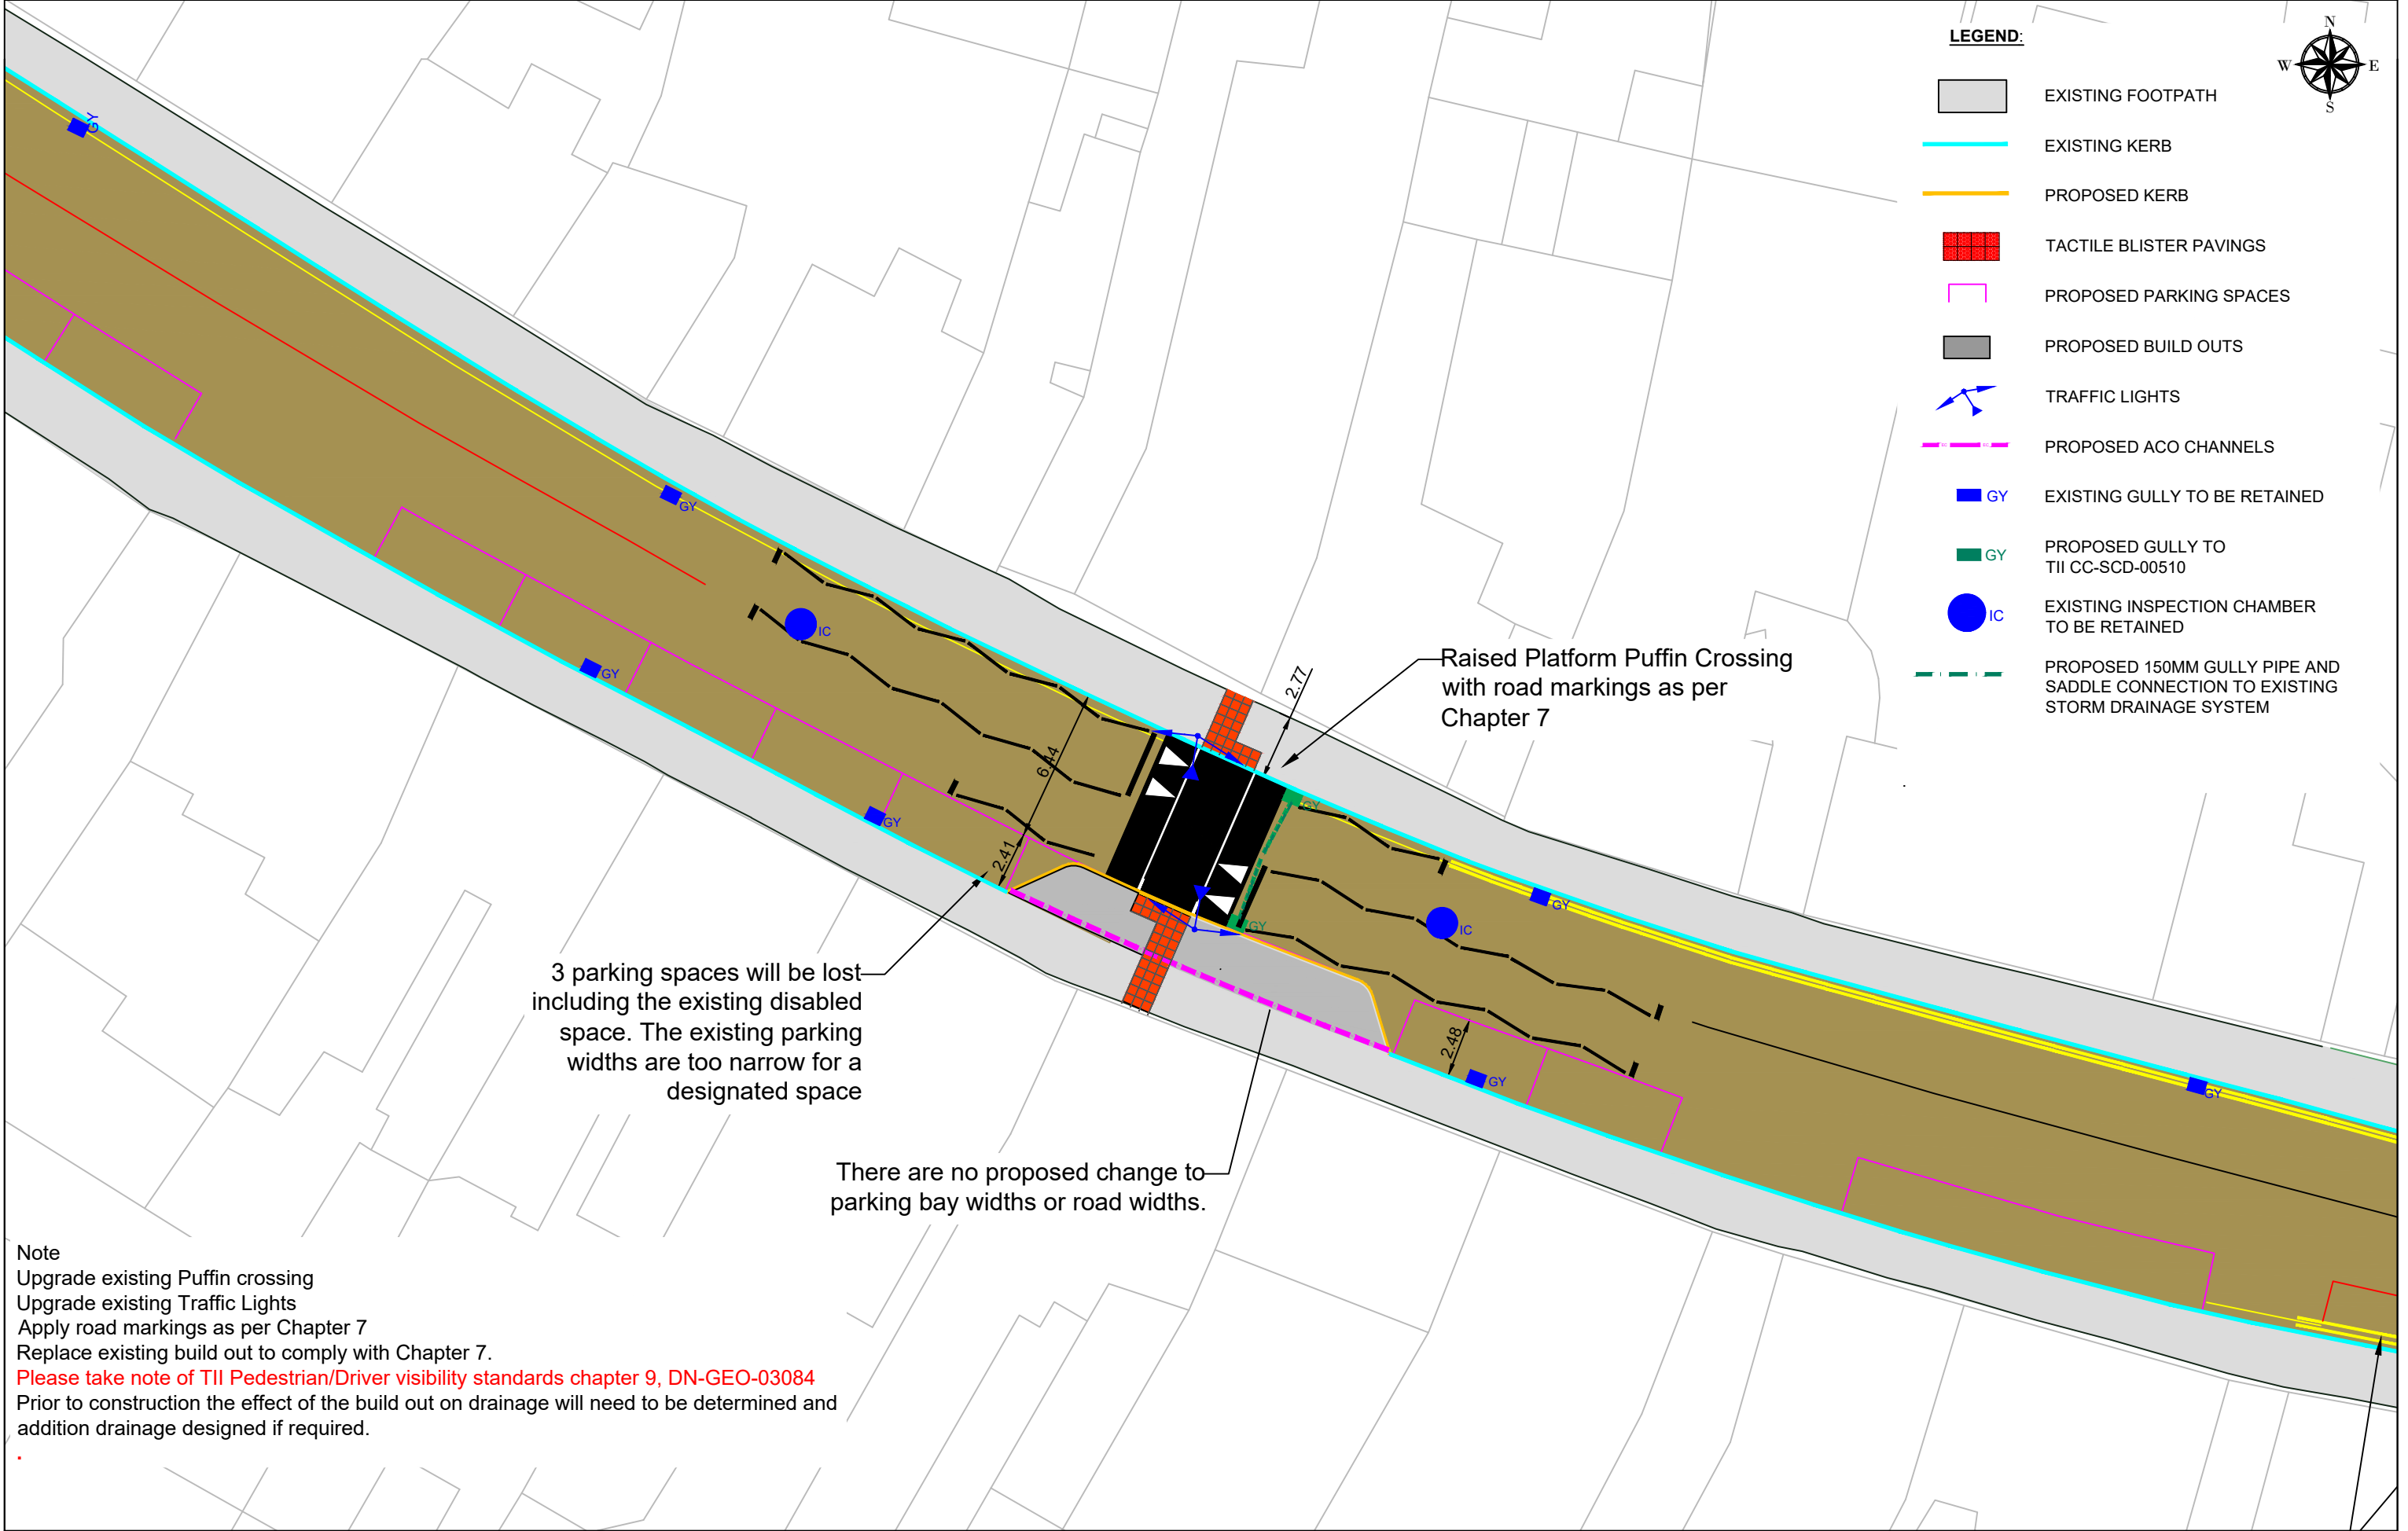 LEGEND:
N
W
E
S
EXISTING FOOTPATH
EXISTING KERB
PROPOSED KERB
TACTILE BLISTER PAVINGS
PROPOSED PARKING SPACES
PROPOSED BUILD OUTS
TRAFFIC LIGHTS
PROPOSED ACO CHANNELS
GY
EXISTING GULLY TO BE RETAINED
GY
PROPOSED GULLY TO
TII CC-SCD-00510
IC
EXISTING INSPECTION CHAMBER
TO BE RETAINED
PROPOSED 150MM GULLY PIPE AND
SADDLE CONNECTION TO EXISTING
STORM DRAINAGE SYSTEM
GY
GY
IC
GY
GY
2.77
6.44
2.41
Raised Platform Puffin Crossing
with road markings as per
Chapter 7
GY
GY
GY
IC
GY
GY
2.48
3 parking spaces will be lost
including the existing disabled
space. The existing parking
widths are too narrow for a
designated space
There are no proposed change to
parking bay widths or road widths.
Note
Upgrade existing Puffin crossing
Upgrade existing Traffic Lights
Apply road markings as per Chapter 7
Replace existing build out to comply with Chapter 7.
Please take note of TII Pedestrian/Driver visibility standards chapter 9, DN-GEO-03084
Prior to construction the effect of the build out on drainage will need to be determined and
addition drainage designed if required.
.